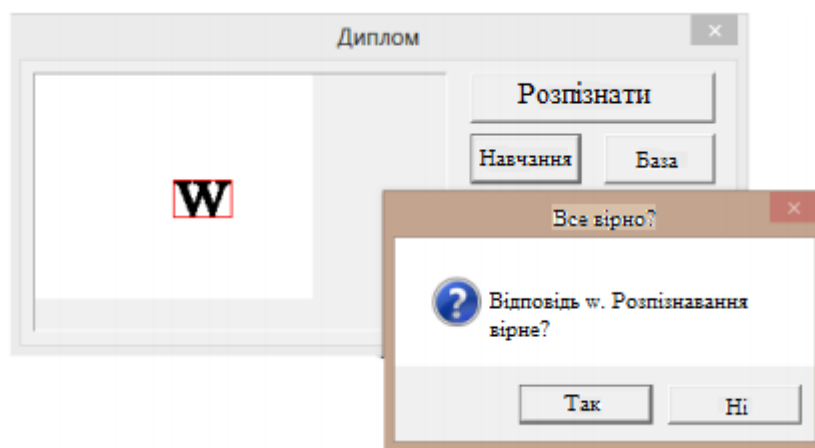 Диплом
Розпізнати
Навчання
База
w
Все вірно?
Відповідь w. Розпізнавання
вірне?
Так
Ні